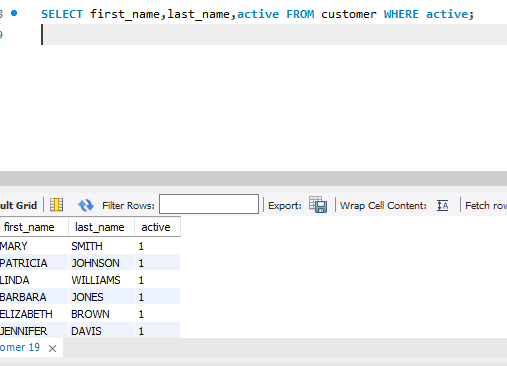 8 SELECT first_name,last_name,active FROM customer WHERE active;
9
ult Grid Filter Rows: Export: Wrap Cell Content: Fetch row
first_name last_name active
MARY SMITH 1
PATRICIA JOHNSON 1
LINDA WILLIAMS 1
BARBARA JONES 1
ELIZABETH BROWN 1
JENNIFER DAVIS 1
omer 19